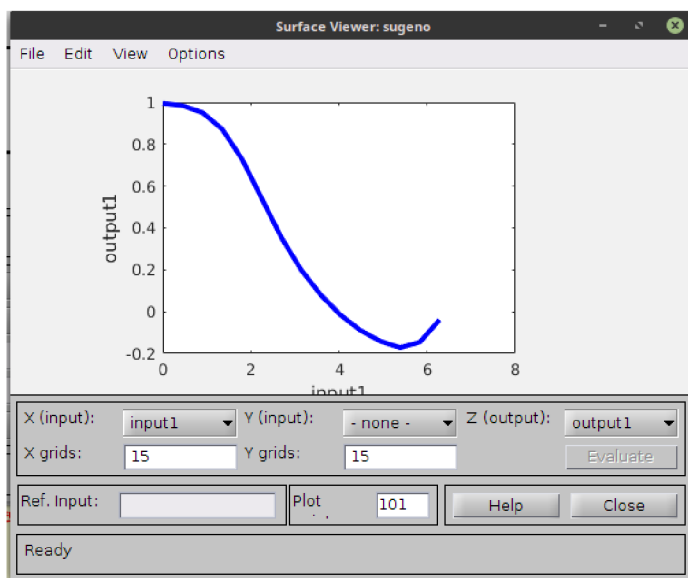 Surface Viewer: sugeno
File Edit View Options
1
0.8
0.6
0.4
0.2
0
-0.2
output1
0 2 4 6 8
input1
X (input): input1 Y (input): - none - Z (output): output1
X grids: 15 Y grids: 15 Evaluate
Ref. Input: Plot 101 Help Close
Ready